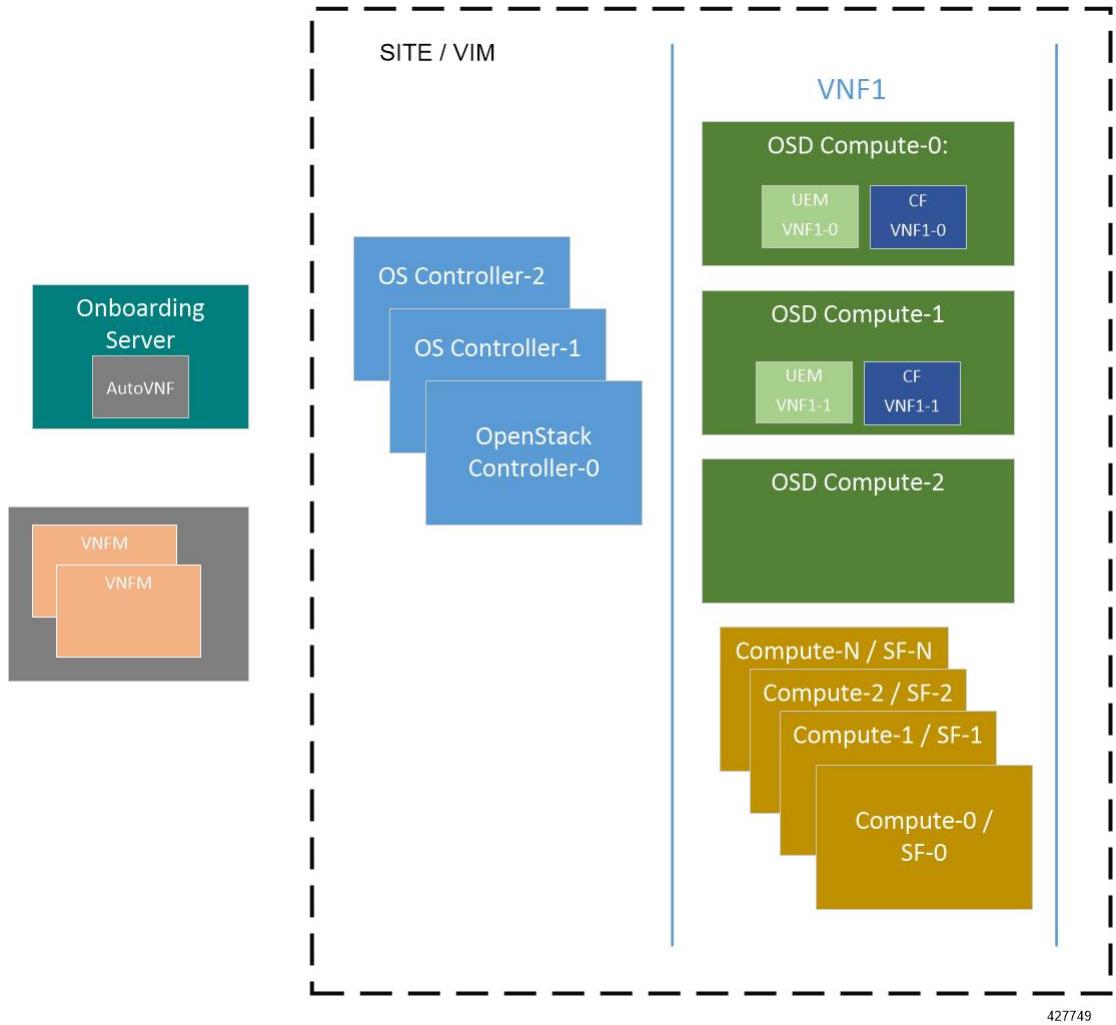 SITE / VIM
VNF1
OSD Compute-0:
UEM
VNF1-0
CF
VNF1-0
OS Controller-2
OS Controller-1
OpenStack
Controller-0
Onboarding
Server
AutoVNF
OSD Compute-1
UEM
VNF1-1
CF
VNF1-1
OSD Compute-2
VNFM
VNFM
Compute-N / SF-N
Compute-2 / SF-2
Compute-1 / SF-1
Compute-0 /
SF-0
427749